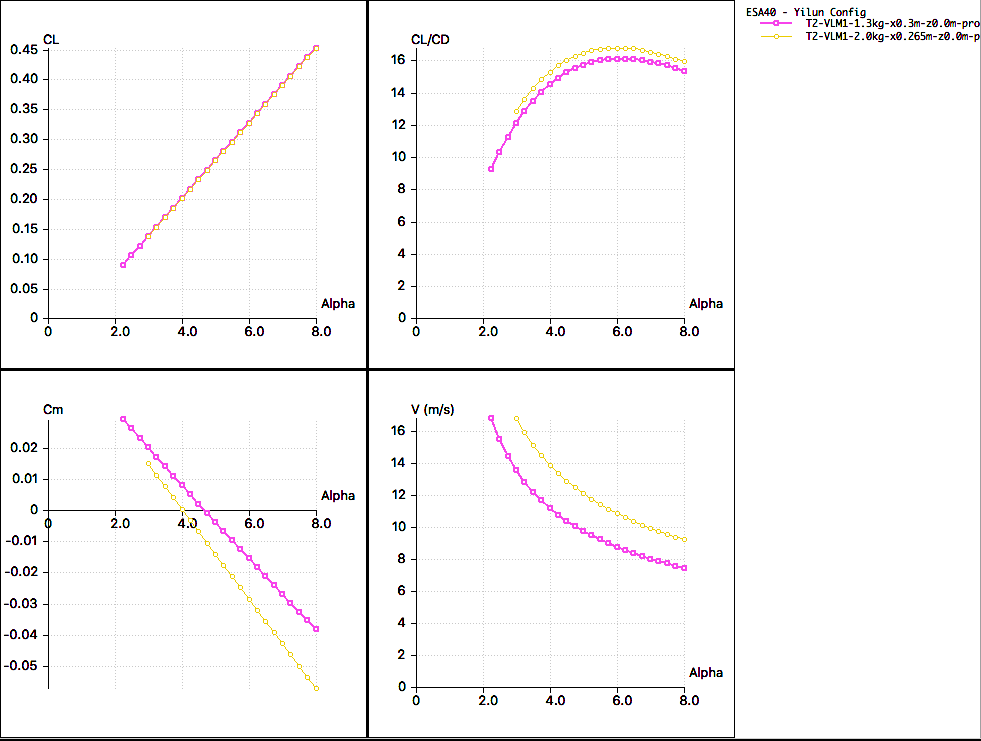 ESA40 - Yilun Config
T2-VLM1-1.3kg-x0.3m-z0.0m-pro
T2-VLM1-2.0kg-x0.265m-z0.0m-p
CL
0.45
0.40
0.35
0.30
0.25
0.20
0.15
0.10
0.05
0
Alpha
0 2.0 4.0 6.0 8.0
CL/CD
16
14
12
10
8
6
4
2
0
Alpha
0 2.0 4.0 6.0 8.0
Cm
0.02
0.01
0
Alpha
0 2.0 4.0 6.0 8.0
-0.01
-0.02
-0.03
-0.04
-0.05
V (m/s)
16
14
12
10
8
6
4
2
0
Alpha
0 2.0 4.0 6.0 8.0